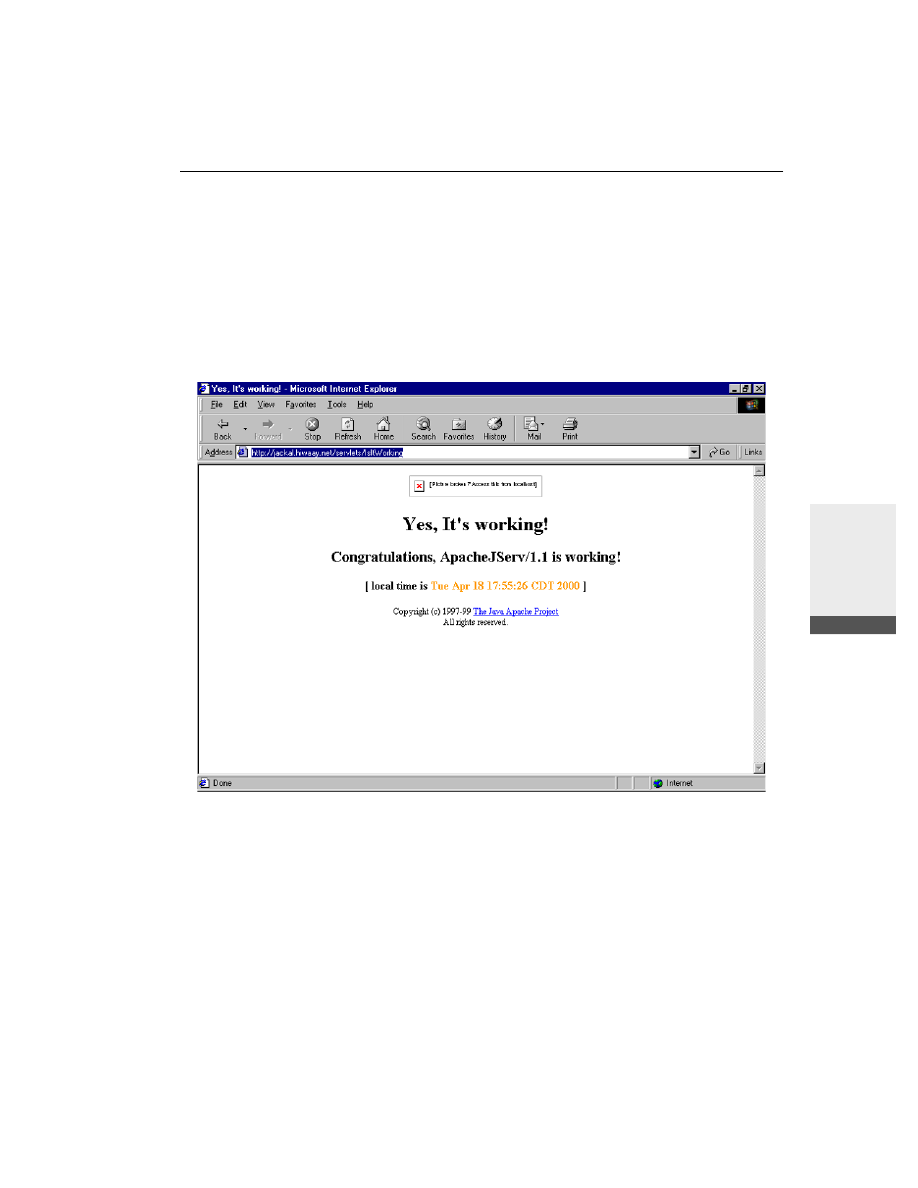 Yes, It's working! - Microsoft Internet Explorer
File Edit View Favorites Tools Help
Back Forward Stop Refresh Home Search Favorites History Mail Print
Address http://jackal.hiwaay.net/servlets/IsItWorking Go Links
[Picture broken ? Access this from localhost]
Yes, It's working!
Congratulations, ApacheJServ/1.1 is working!
[ local time is Tue Apr 18 17:55:26 CDT 2000 ]
Copyright (c) 1997-99 The Java Apache Project
All rights reserved.
Done Internet